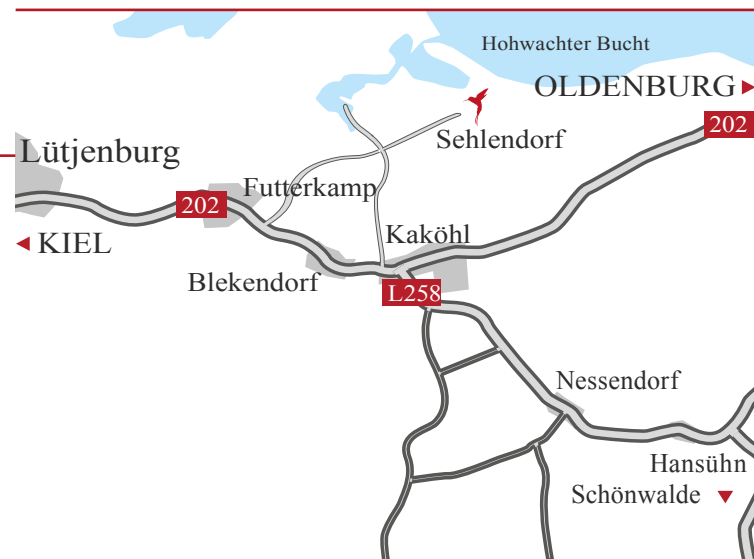 Hohwachter Bucht
OLDENBURG
202
Sehlendorf
Lütjenburg
Futterkamp
202
KIEL
Kaköhl
Blekendorf
L258
Nessendorf
Hansühn
Schönwalde